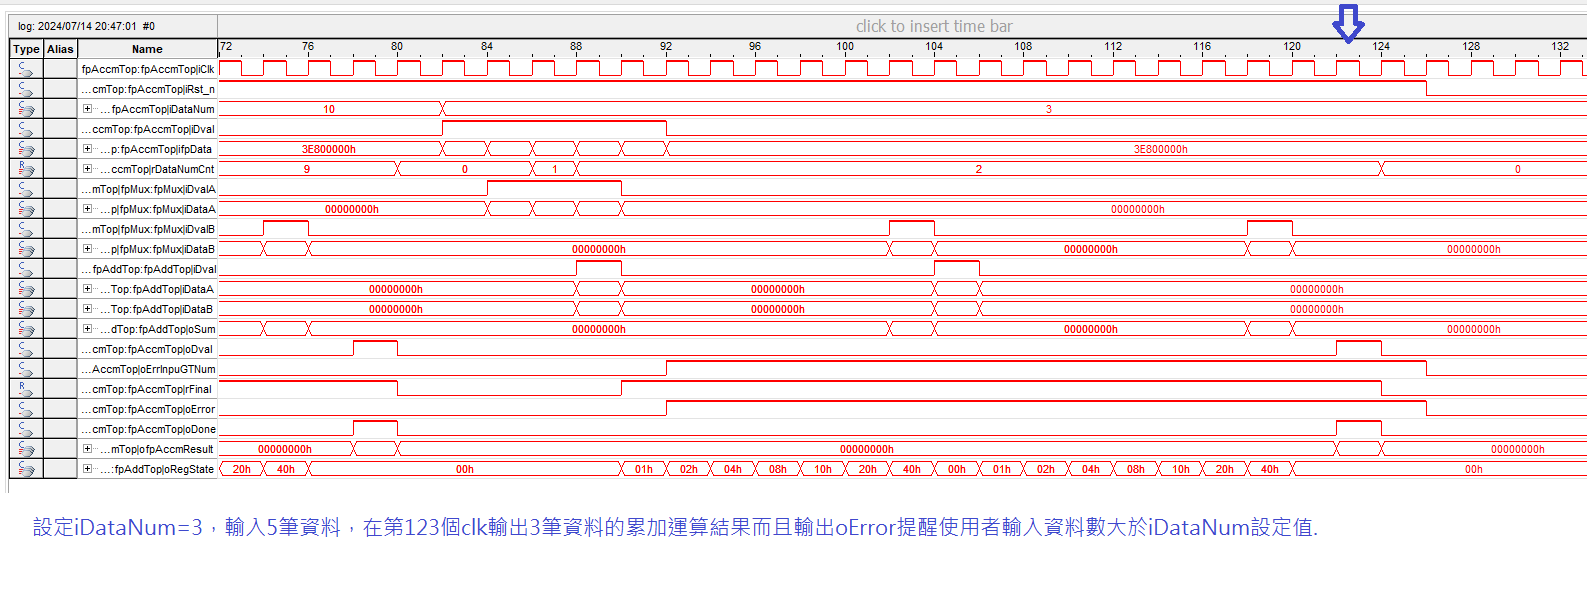 log: 2024/07/14 20:47:01 #0
click to insert time bar
Type Alias Name 72 76 80 84 88 92 96 100 104 108 112 116 120 124 128 132
fpAccmTop:fpAccmTop|iClk
...cmTop:fpAccmTop|iRst_n
...fpAccmTop|iDataNum 10 3
...ccmTop:fpAccmTop|iDval
...p:fpAccmTop|ifpData 3E800000h 3E800000h
...ccmTop|rDataNumCnt 9 0 1 2 0
...mTop|fpMux:fpMux|iDvalA
...p|fpMux:fpMux|iDataA 00000000h 00000000h
...mTop|fpMux:fpMux|iDvalB
...p|fpMux:fpMux|iDataB 00000000h 00000000h 00000000h
...fpAddTop:fpAddTop|iDval
...Top:fpAddTop|iDataA 00000000h 00000000h 00000000h
...Top:fpAddTop|iDataB 00000000h 00000000h 00000000h
...dTop:fpAddTop|oSum 00000000h 00000000h 00000000h
...cmTop:fpAccmTop|oDval
...AccmTop|oErrInpuGTNum
...cmTop:fpAccmTop|rFinal
...cmTop:fpAccmTop|oError
...cmTop:fpAccmTop|oDone
...mTop|ofpAccmResult 00000000h 00000000h 00000000h
...:fpAddTop|oRegState 20h 40h 00h 01h 02h 04h 08h 10h 20h 40h 00h 01h 02h 04h 08h 10h 20h 40h 00h
設定iDataNum=3，輸入5筆資料，在第123個clk輸出3筆資料的累加運算結果而且輸出oError提醒使用者輸入資料數大於iDataNum設定值.